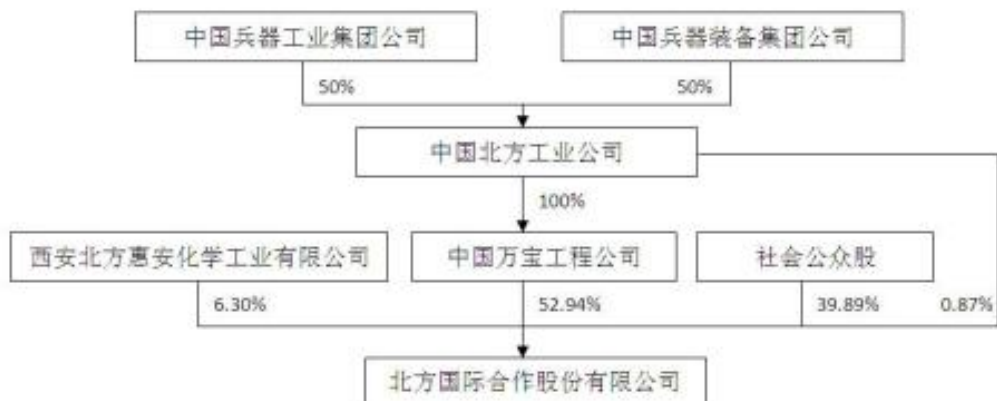 中国兵器工业集团公司
中国兵器装备集团公司
50%
50%
中国北方工业公司
100%
西安北方惠安化学工业有限公司
中国万宝工程公司
社会公众股
6.30%
52.94%
39.89%
0.87%
北方国际合作股份有限公司